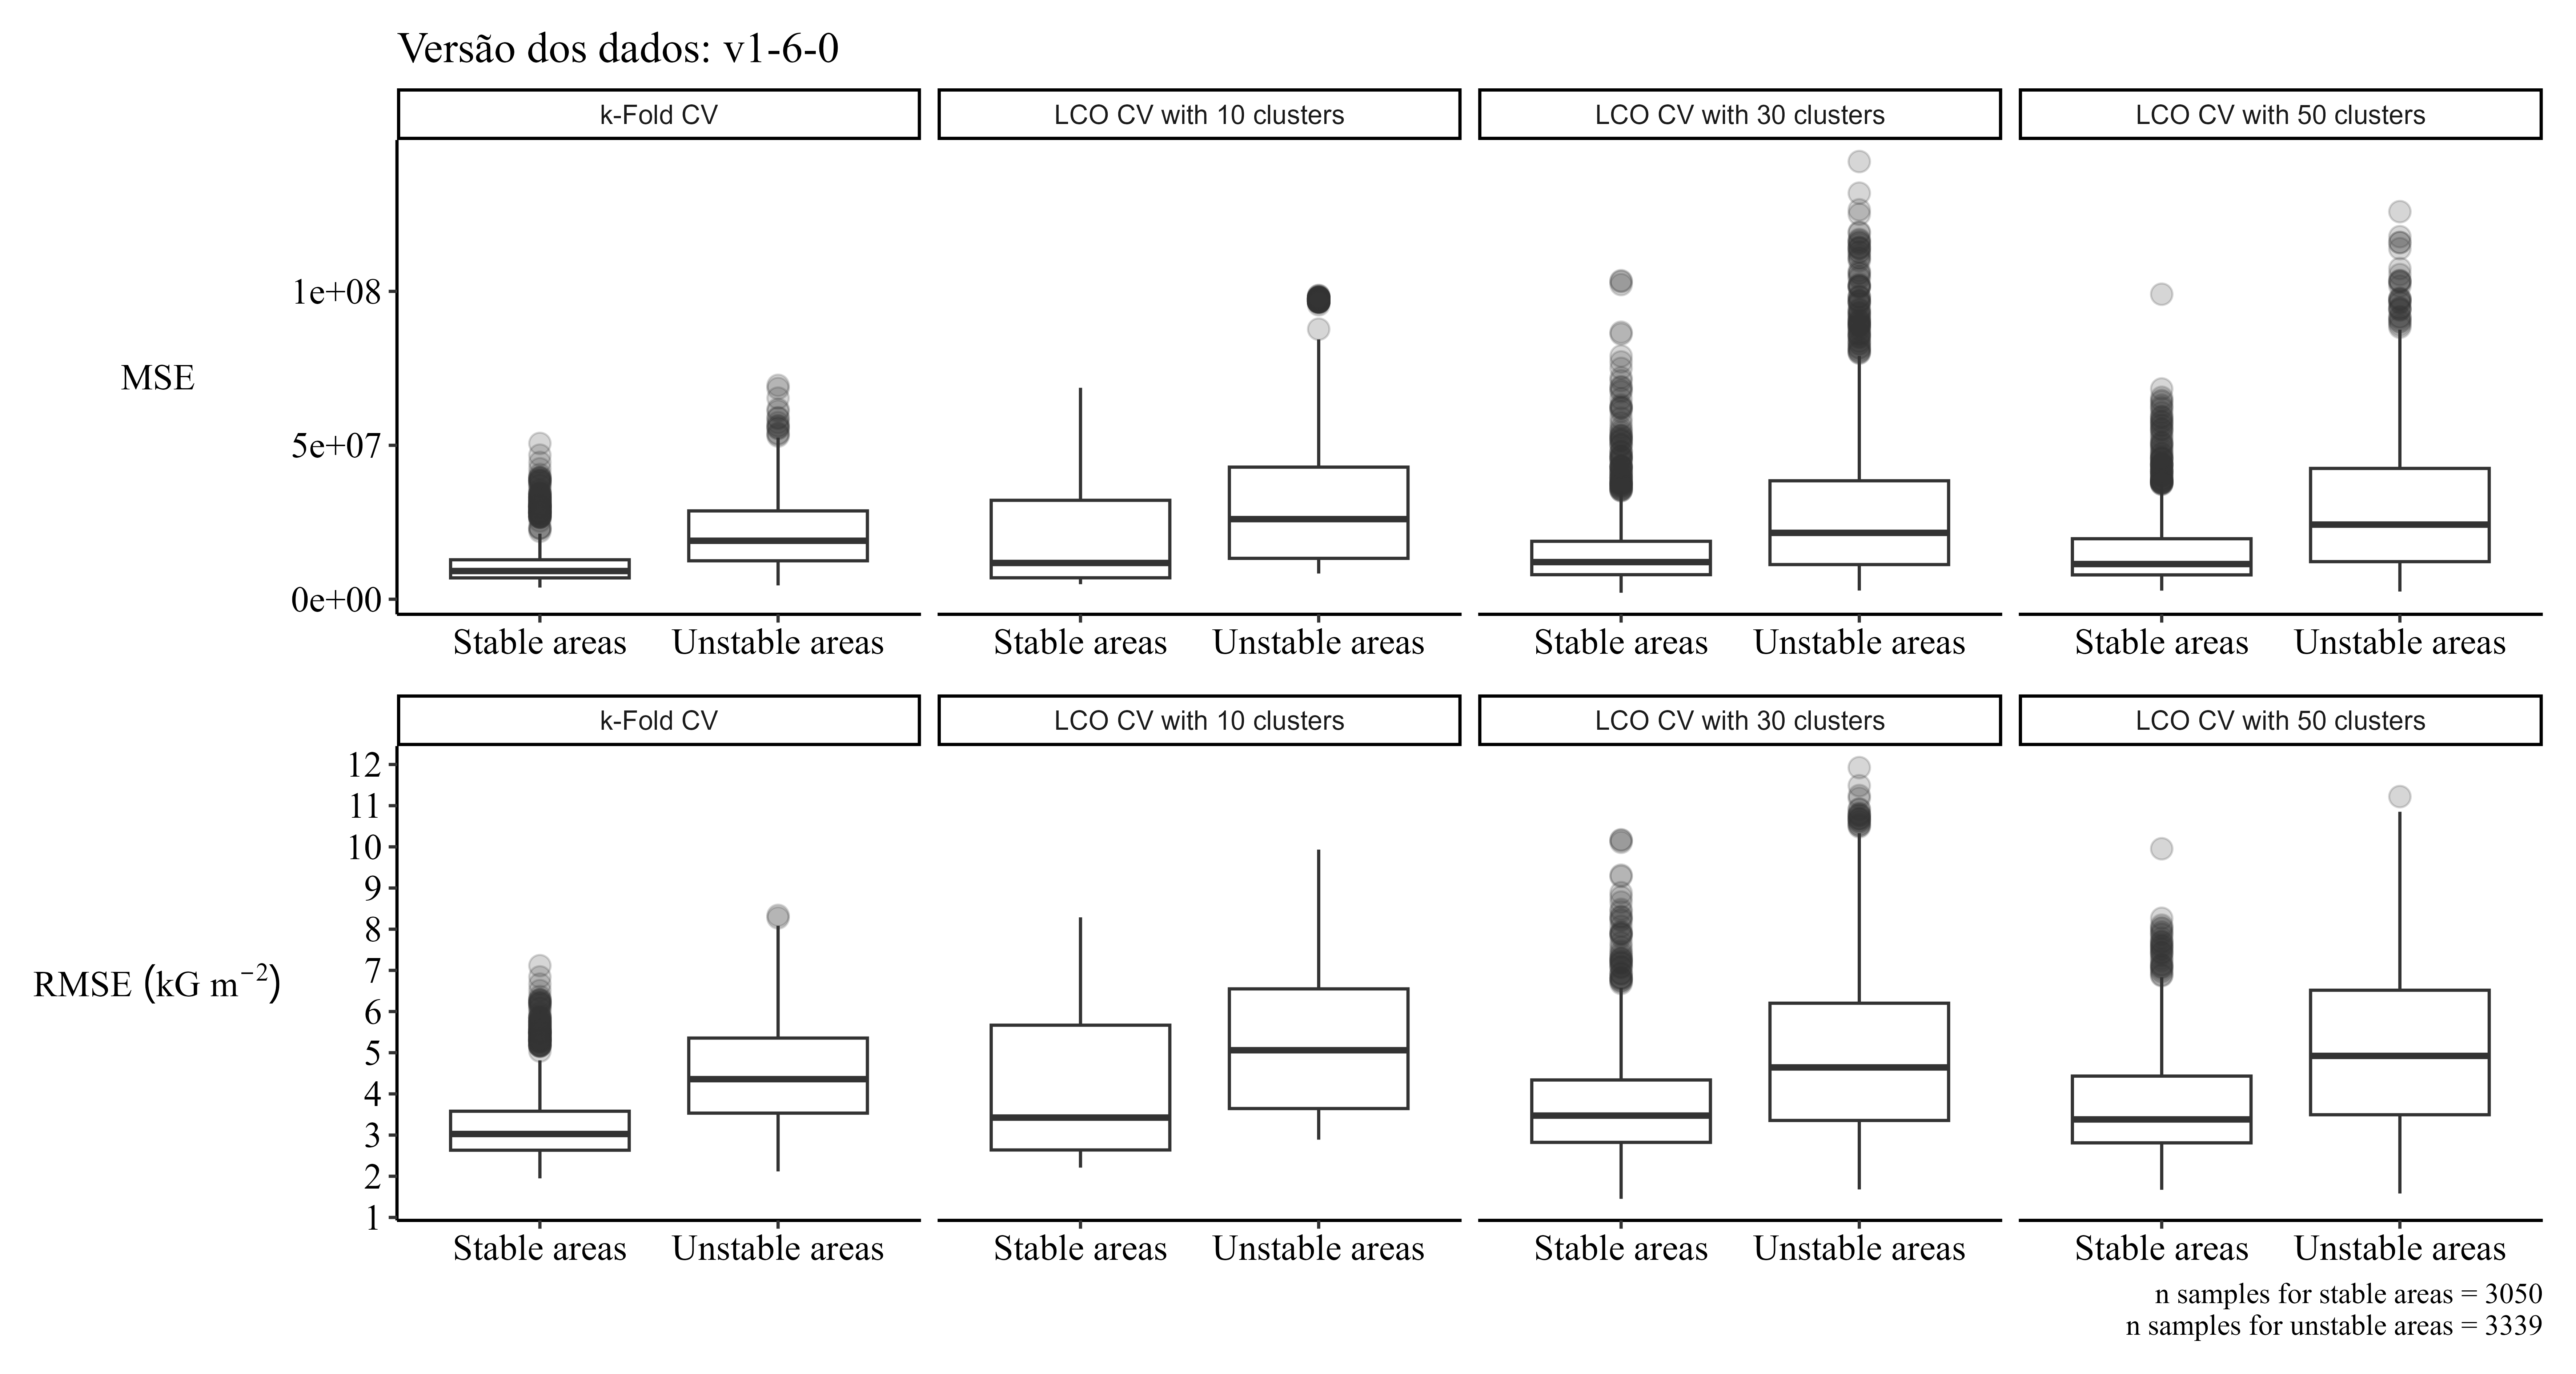 Versão dos dados: v1-6-0
k-Fold CV
LCO CV with 10 clusters
LCO CV with 30 clusters
LCO CV with 50 clusters
MSE
1e+08
5e+07
0e+00
Stable areas
Unstable areas
Stable areas
Unstable areas
Stable areas
Unstable areas
Stable areas
Unstable areas
k-Fold CV
LCO CV with 10 clusters
LCO CV with 30 clusters
LCO CV with 50 clusters
RMSE (kG m⁻²)
12
11
10
9
8
7
6
5
4
3
2
1
Stable areas
Unstable areas
Stable areas
Unstable areas
Stable areas
Unstable areas
Stable areas
Unstable areas
n samples for stable areas = 3050
n samples for unstable areas = 3339